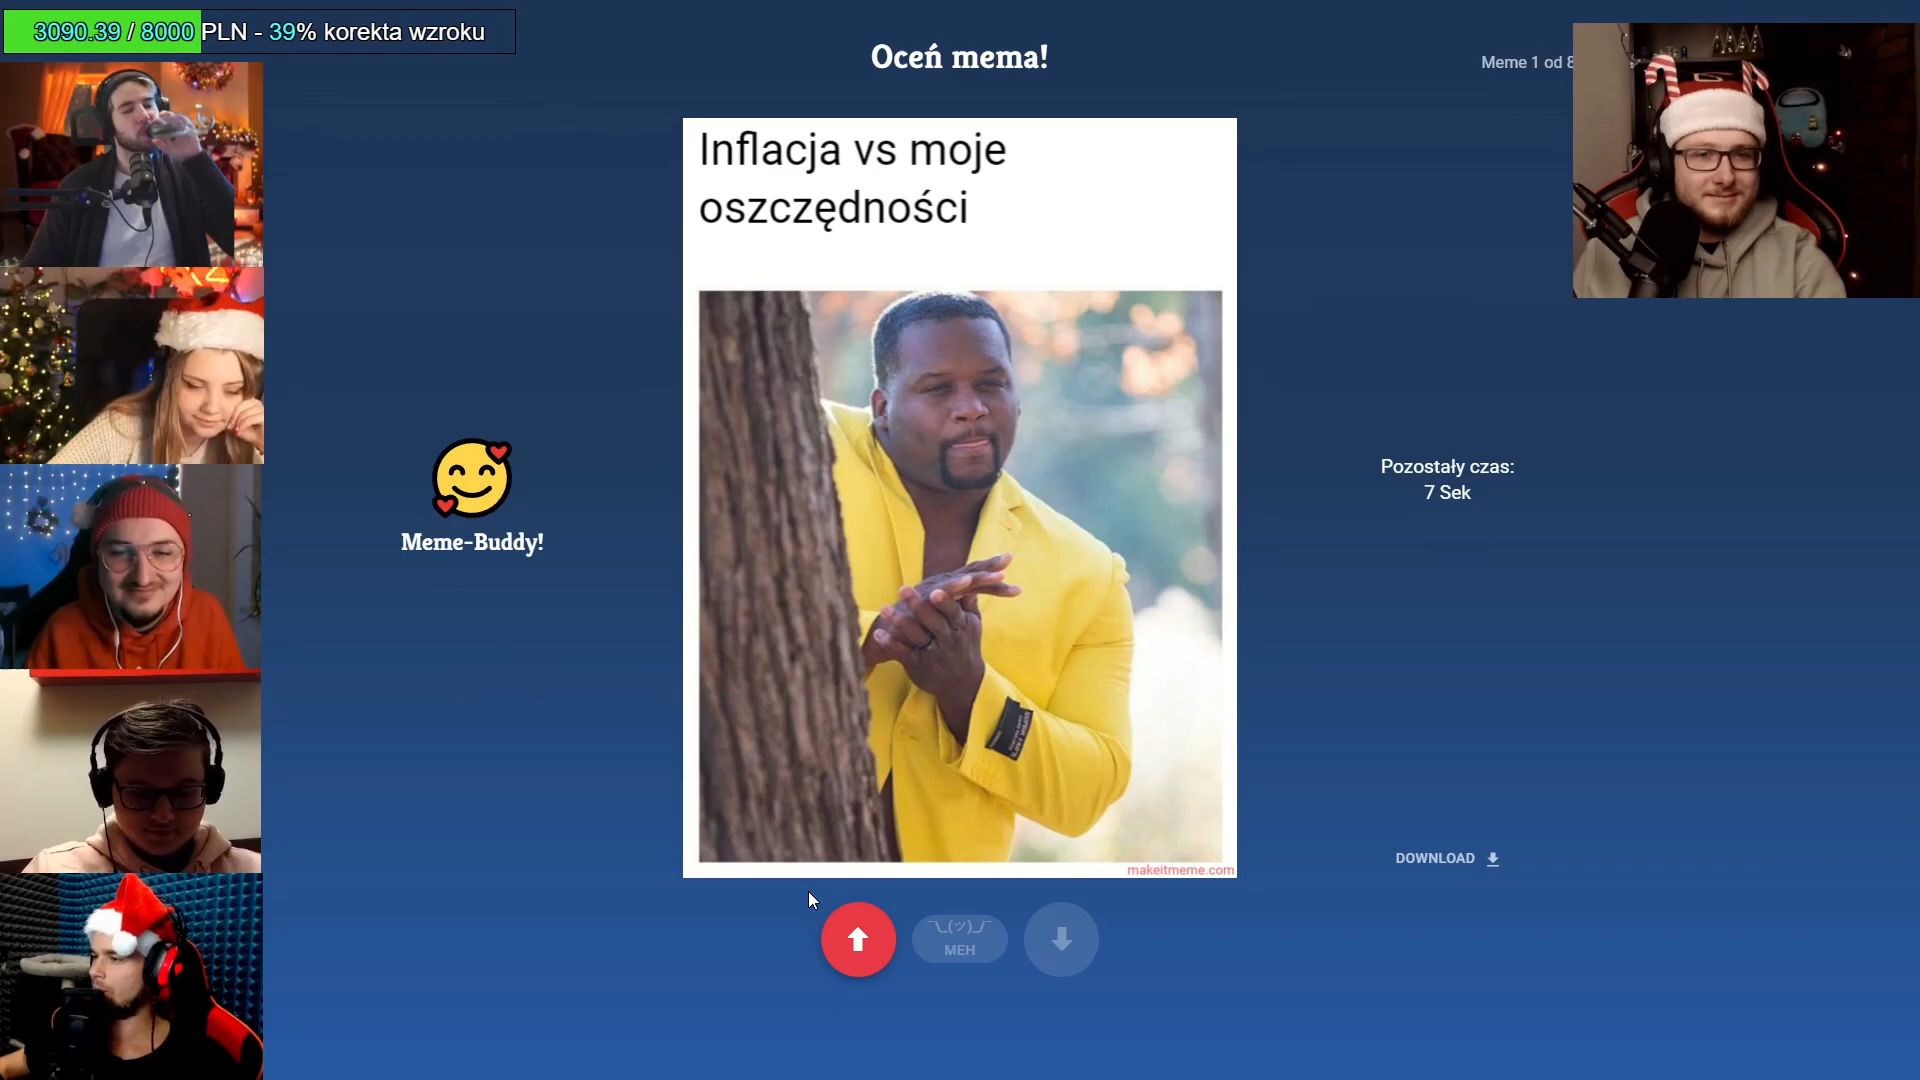 3090.39 / 8000 PLN - 39% korekta wzroku
Oceń mema!
Meme 1 od 8
Inflacja vs moje
oszczędności
Meme-Buddy!
Pozostały czas:
7 Sek
makeitmeme.com
DOWNLOAD
¯\_(ツ)_/¯
MEH